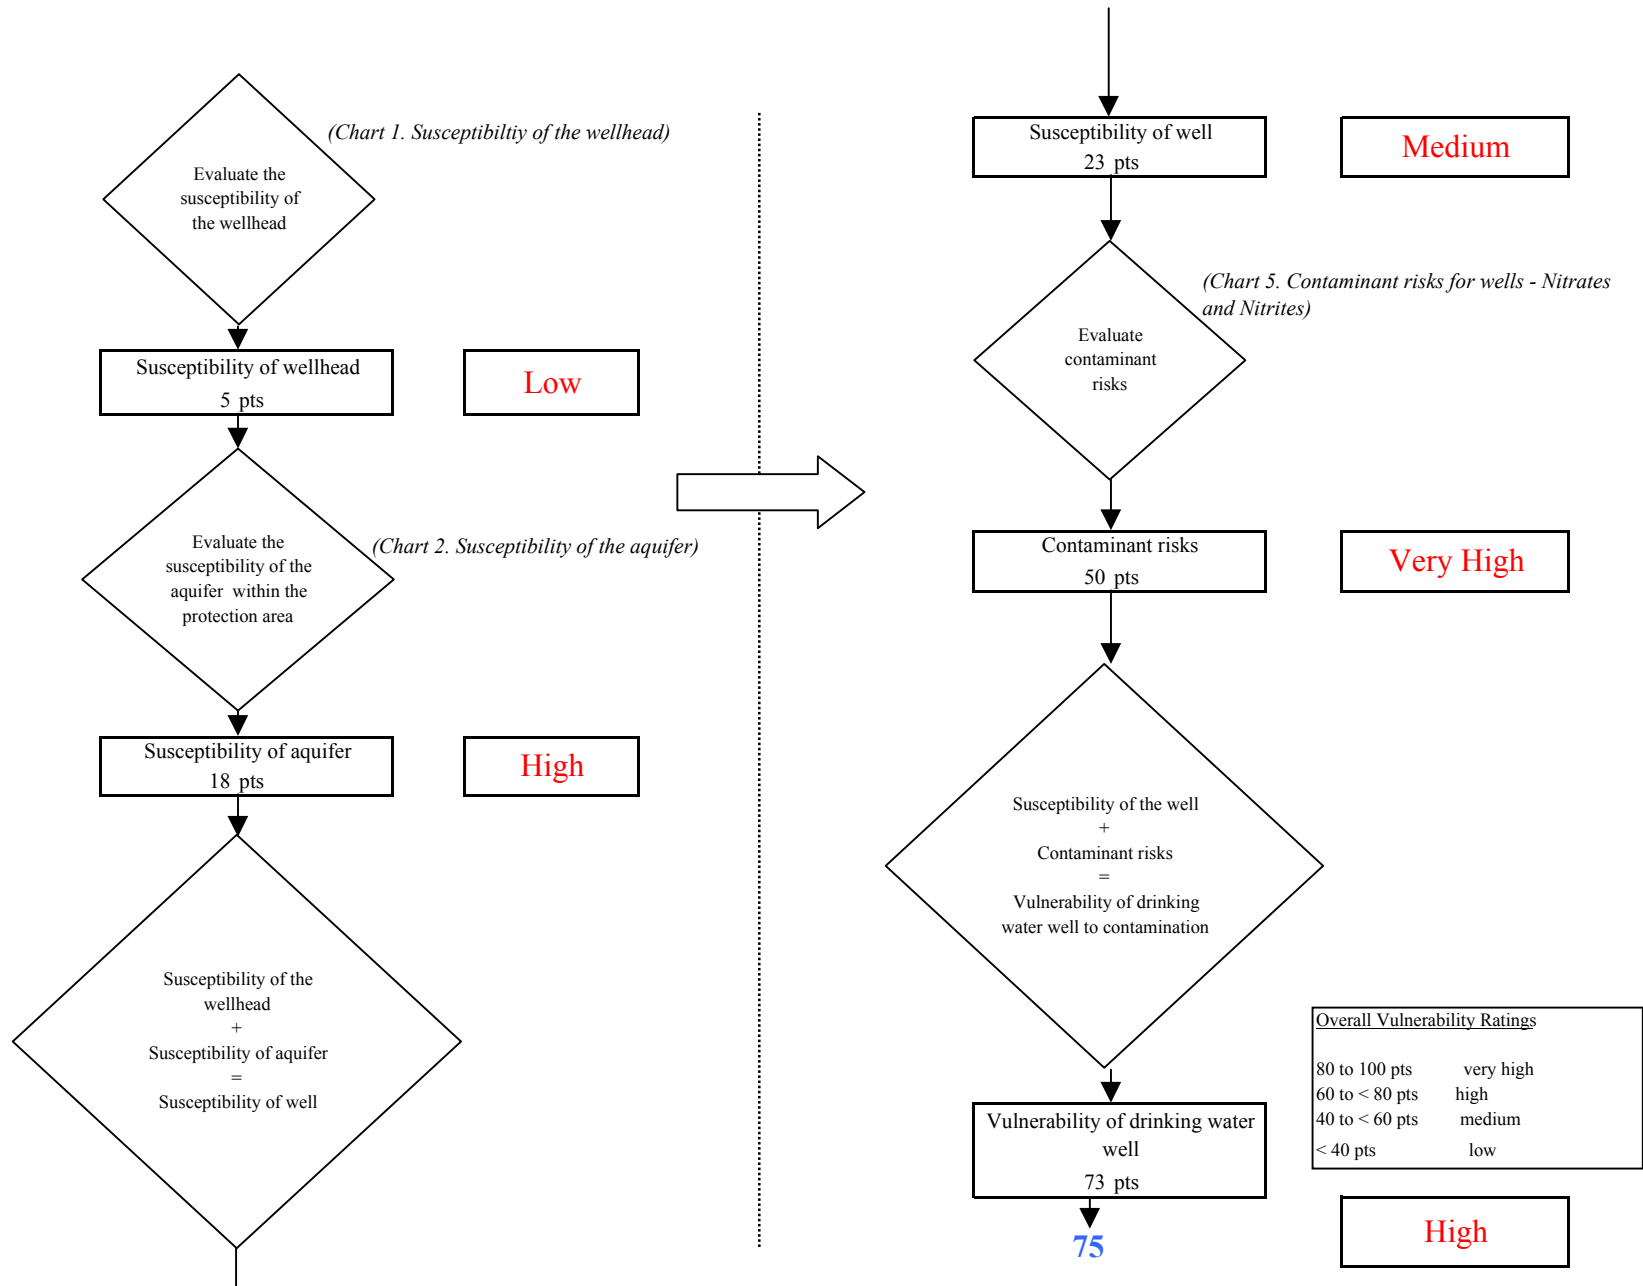 (Chart 1. Susceptibiltiy of the wellhead)
Evaluate the
susceptibility of
the wellhead
Susceptibility of wellhead
5 pts
Low
Evaluate the
susceptibility of the
aquifer within the
protection area
(Chart 2. Susceptibility of the aquifer)
Susceptibility of aquifer
18 pts
High
Susceptibility of the
wellhead
+
Susceptibility of aquifer
=
Susceptibility of well
Susceptibility of well
23 pts
Medium
(Chart 5. Contaminant risks for wells - Nitrates
and Nitrites)
Evaluate
contaminant
risks
Contaminant risks
50 pts
Very High
Susceptibility of the well
+
Contaminant risks
=
Vulnerability of drinking
water well to contamination
Overall Vulnerability Ratings
80 to 100 pts very high
60 to < 80 pts high
40 to < 60 pts medium
< 40 pts low
Vulnerability of drinking water
well
73 pts
High
75